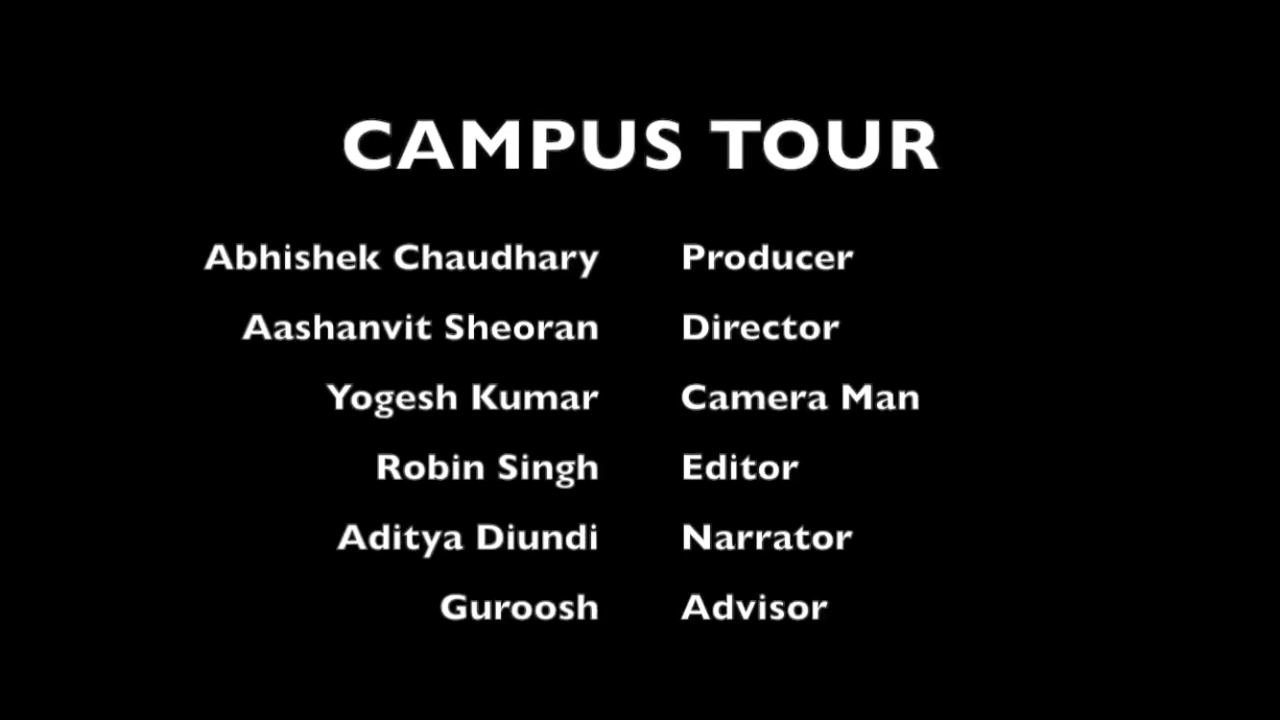 CAMPUS TOUR
Abhishek Chaudhary Producer
Aashanvit Sheoran Director
Yogesh Kumar Camera Man
Robin Singh Editor
Aditya Diundi Narrator
Guroosh Advisor